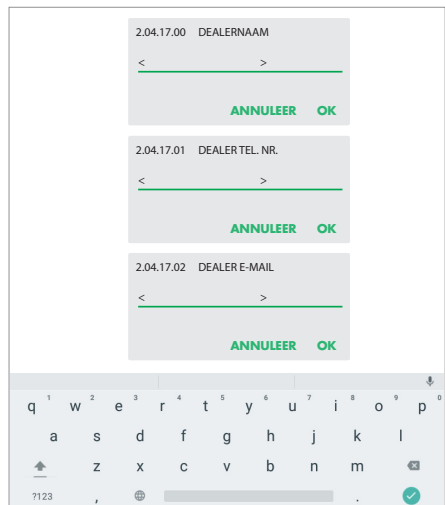 2.04.17.00 DEALERNAAM
< >
ANNULEER OK
2.04.17.01 DEALER TEL. NR.
< >
ANNULEER OK
2.04.17.02 DEALER E-MAIL
< >
ANNULEER OK
q 1 w 2 e 3 r 4 t 5 y 6 u 7 i 8 o 9 p 0
a s d f g h j k l
z x c v b n m
?123 , .